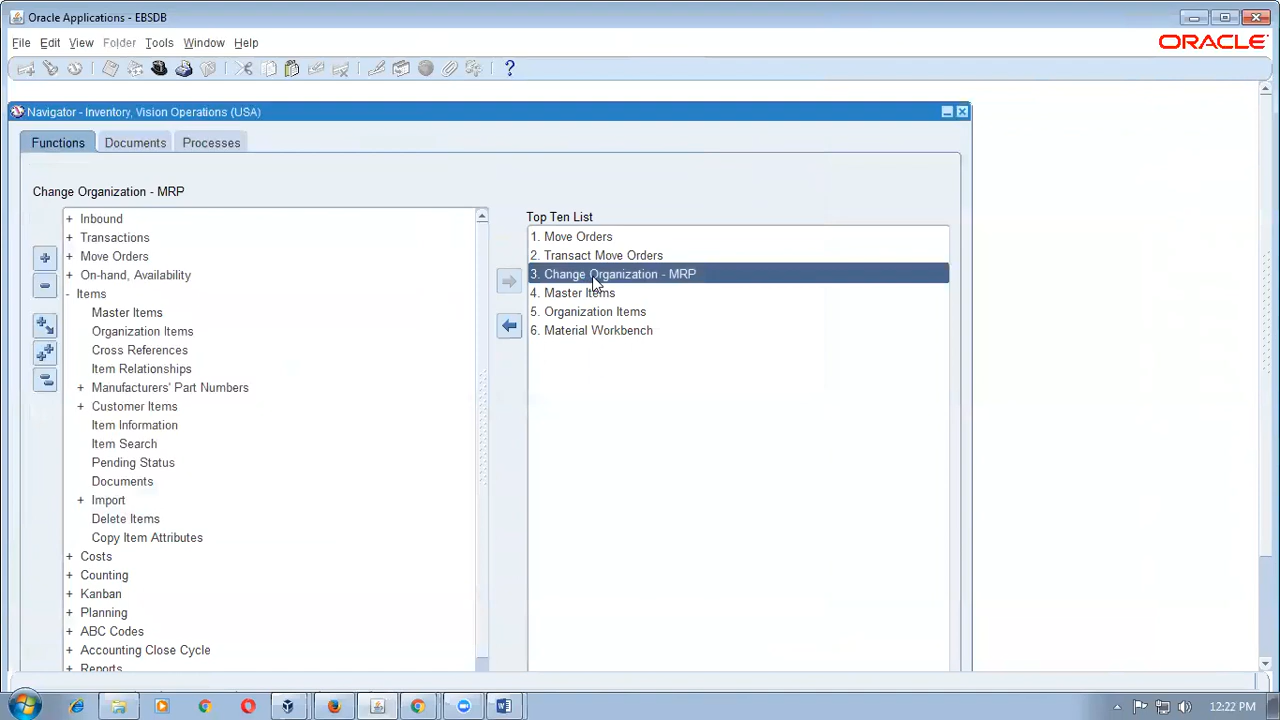 Oracle Applications - EBSDB
File Edit View Folder Tools Window Help
ORACLE
Navigator - Inventory, Vision Operations (USA)
Functions Documents Processes
Change Organization - MRP
+ Inbound
+ Transactions
+ Move Orders
+ On-hand, Availability
- Items
Master Items
Organization Items
Cross References
Item Relationships
+ Manufacturers' Part Numbers
+ Customer Items
Item Information
Item Search
Pending Status
Documents
+ Import
Delete Items
Copy Item Attributes
+ Costs
+ Counting
+ Kanban
+ Planning
+ ABC Codes
+ Accounting Close Cycle
+ Reports
Top Ten List
1. Move Orders
2. Transact Move Orders
3. Change Organization - MRP
4. Master Items
5. Organization Items
6. Material Workbench
12:22 PM